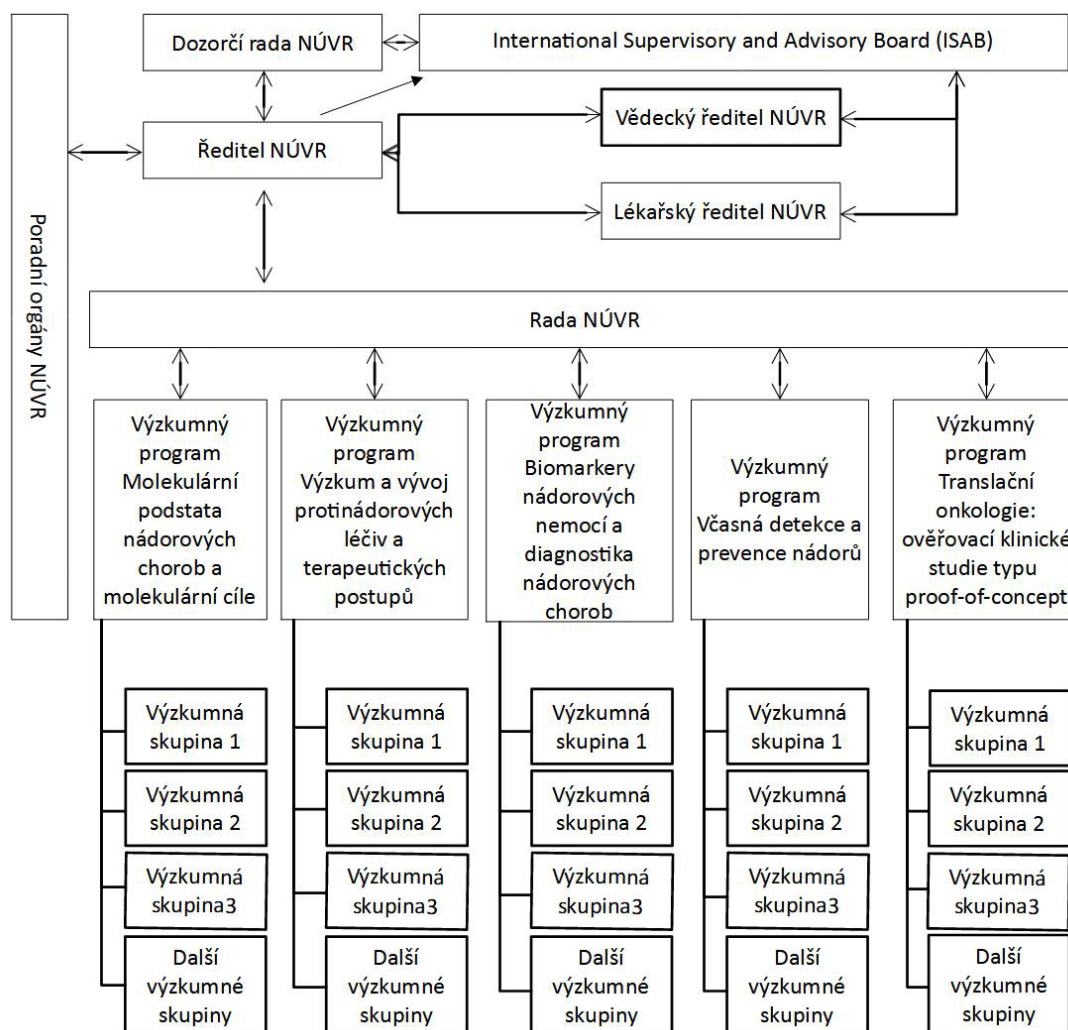 Dozorčí rada NÚVR
International Supervisory and Advisory Board (ISAB)
Ředitel NÚVR
Vědecký ředitel NÚVR
Lékařský ředitel NÚVR
Poradní orgány NÚVR
Rada NÚVR
Výzkumný
program
Molekulární
podstata
nádorových
chorob a
molekulární cíle
Výzkumný
program
Výzkum a vývoj
protinádorových
léčiv a
terapeutických
postupů
Výzkumný
program
Biomarkery
nádorových
nemocí a
diagnostika
nádorových
chorob
Výzkumný
program
Včasná detekce a
prevence nádorů
Výzkumný
program
Translační
onkologie:
ověřovací klinické
studie typu
proof-of-concept
Výzkumná
skupina 1
Výzkumná
skupina 2
Výzkumná
skupina3
Další
výzkumné
skupiny
Výzkumná
skupina 1
Výzkumná
skupina 2
Výzkumná
skupina3
Další
výzkumné
skupiny
Výzkumná
skupina 1
Výzkumná
skupina 2
Výzkumná
skupina3
Další
výzkumné
skupiny
Výzkumná
skupina 1
Výzkumná
skupina 2
Výzkumná
skupina3
Další
výzkumné
skupiny
Výzkumná
skupina 1
Výzkumná
skupina 2
Výzkumná
skupina3
Další
výzkumné
skupiny